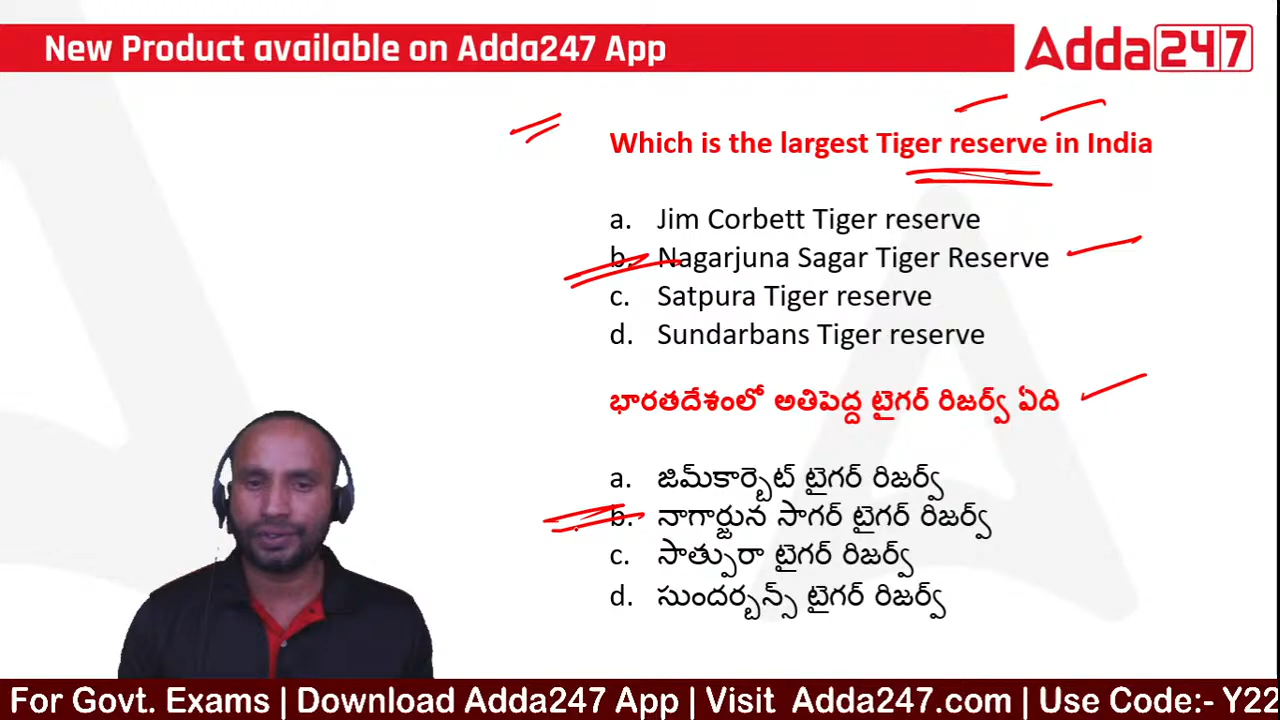 New Product available on Adda247 App
Adda247
Which is the largest Tiger reserve in India
a. Jim Corbett Tiger reserve
b. Nagarjuna Sagar Tiger Reserve
c. Satpura Tiger reserve
d. Sundarbans Tiger reserve
భారతదేశంలో అతిపెద్ద టైగర్ రిజర్వ్ ఏది
a. జిమ్‌కార్బెట్ టైగర్ రిజర్వ్
b. నాగార్జున సాగర్ టైగర్ రిజర్వ్
c. సాత్పురా టైగర్ రిజర్వ్
d. సుందర్బన్స్ టైగర్ రిజర్వ్
For Govt. Exams | Download Adda247 App | Visit Adda247.com | Use Code:- Y22